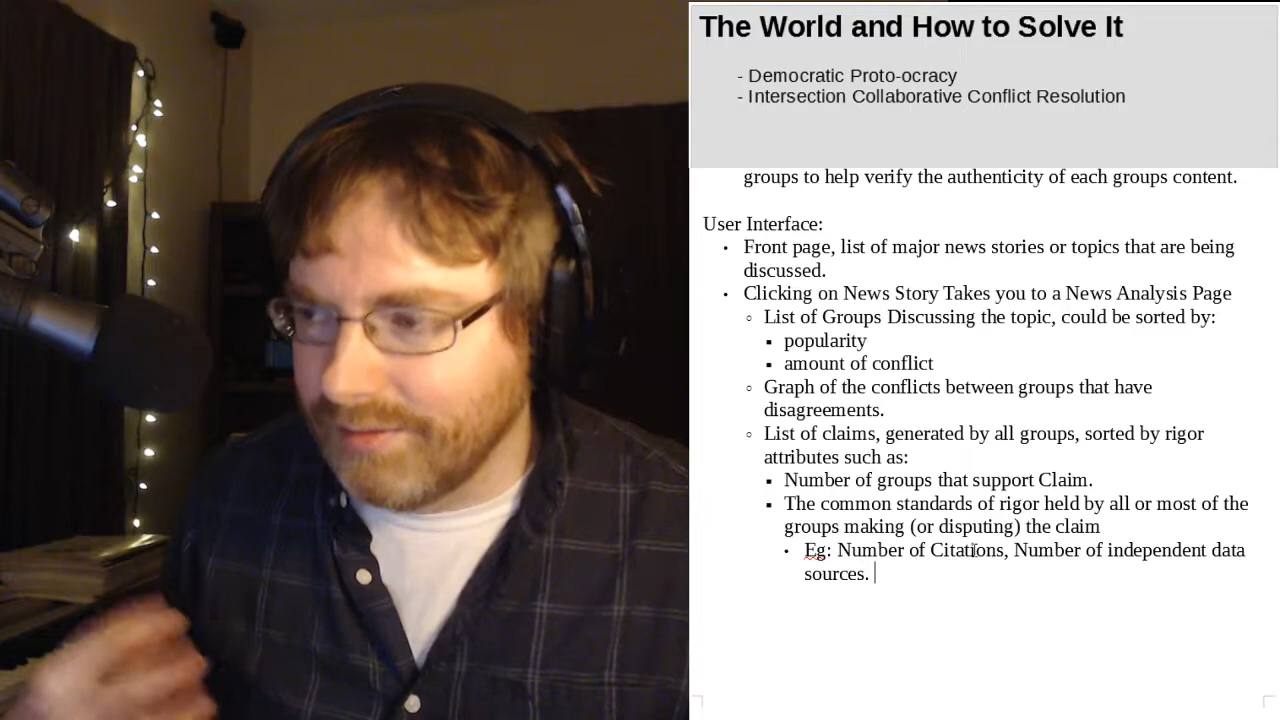 The World and How to Solve It
- Democratic Proto-ocracy
- Intersection Collaborative Conflict Resolution
groups to help verify the authenticity of each groups content.
User Interface:
• Front page, list of major news stories or topics that are being
discussed.
• Clicking on News Story Takes you to a News Analysis Page
◦ List of Groups Discussing the topic, could be sorted by:
▪ popularity
▪ amount of conflict
◦ Graph of the conflicts between groups that have
disagreements.
◦ List of claims, generated by all groups, sorted by rigor
attributes such as:
▪ Number of groups that support Claim.
▪ The common standards of rigor held by all or most of the
groups making (or disputing) the claim
• Eg: Number of Citations, Number of independent data
sources.